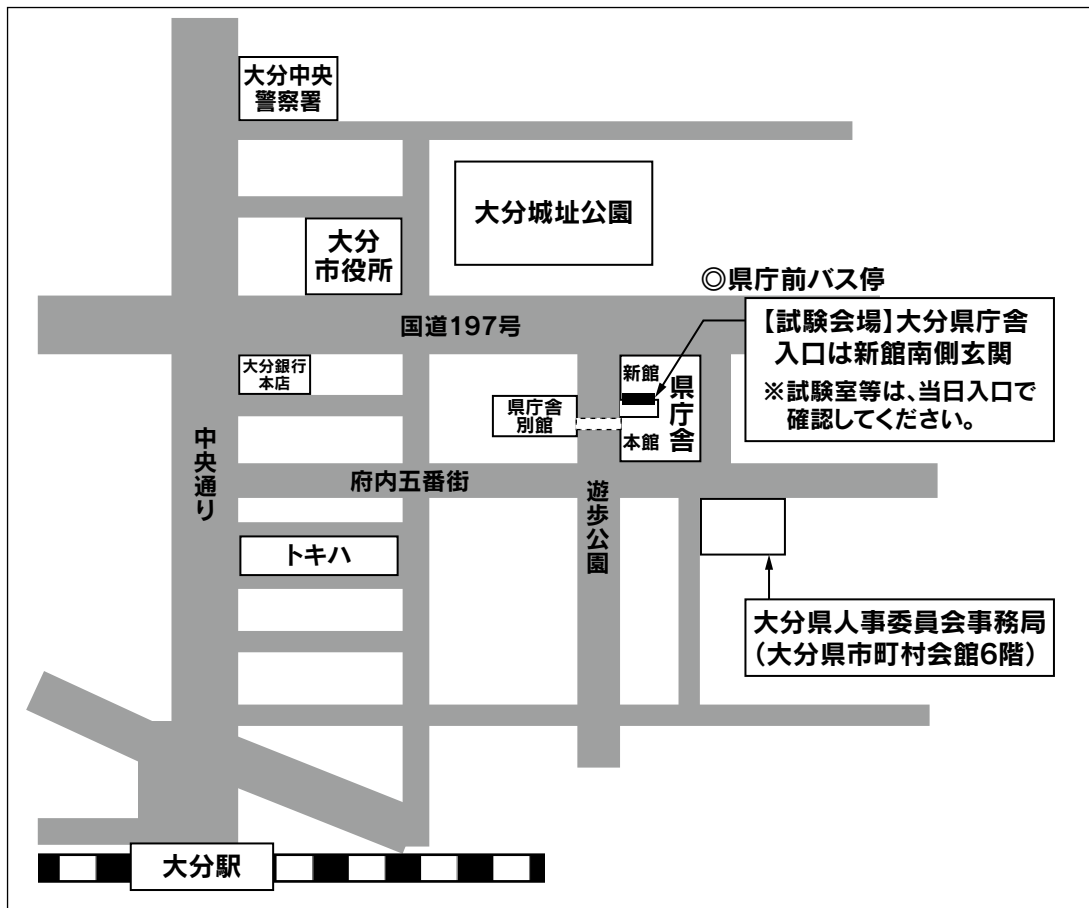 大分中央
警察署
大分城址公園
大分
市役所
◎県庁前バス停
国道197号
【試験会場】大分県庁舎
入口は新館南側玄関
※試験室等は、当日入口で
確認してください。
大分銀行
本店
新館
県庁舎
県庁舎
別館
本館
中央通り
府内五番街
遊歩公園
トキハ
大分県人事委員会事務局
(大分県市町村会館6階)
大分駅